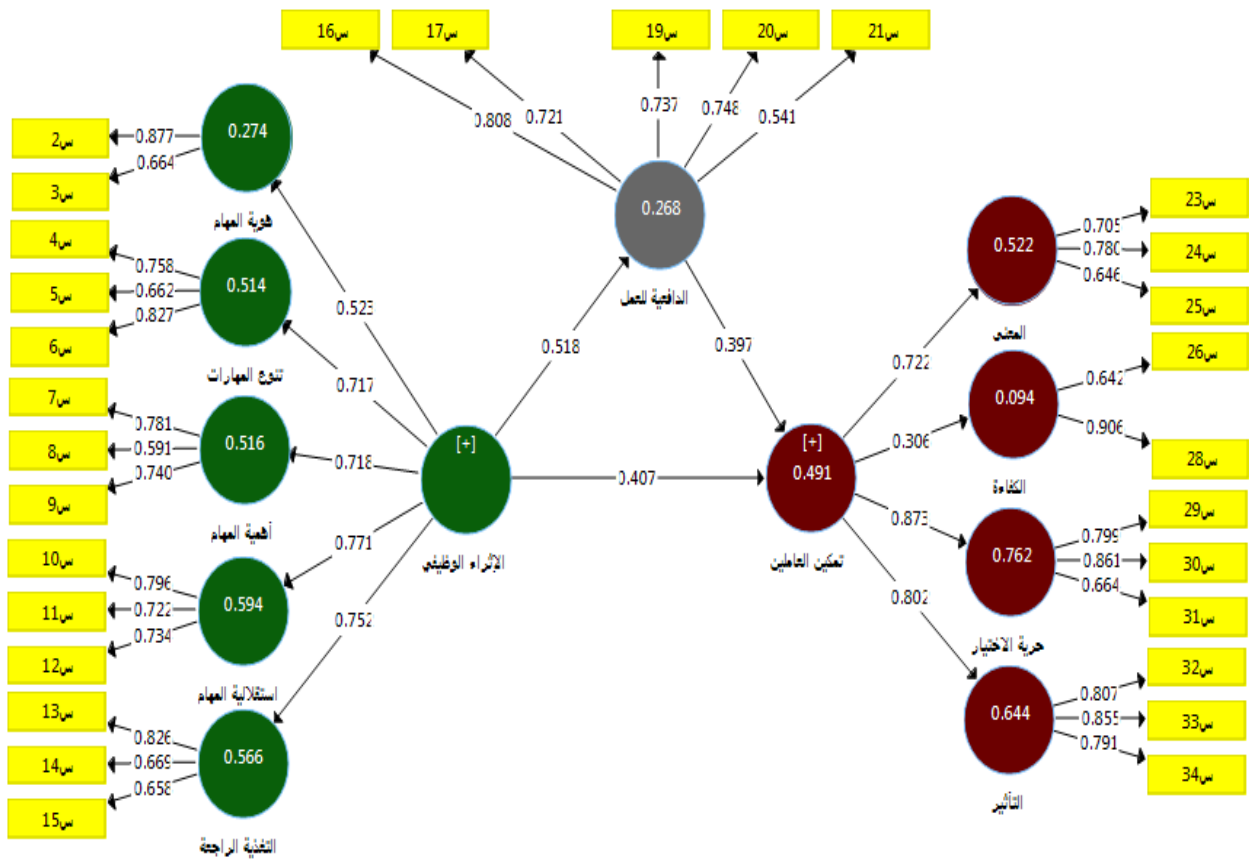 س16
س17
س19
س20
س21
0.808
0.721
0.737
0.748
0.541
0.268
الدافعية للعمل
س2
س3
0.877
0.664
0.274
هوية المهام
س4
س5
س6
0.758
0.662
0.827
0.514
تنوع المهارات
س7
س8
س9
0.781
0.591
0.740
0.516
أهمية المهام
س10
س11
س12
0.796
0.722
0.734
0.594
استقلالية المهام
س13
س14
س15
0.826
0.669
0.658
0.566
التغذية الراجعة
0.523
0.717
0.718
0.771
0.752
[+]
الإثراء الوظيفي
0.518
0.397
0.407
[+]
0.491
تمكين العاملين
0.722
0.306
0.873
0.802
0.522
المعنى
0.705
0.780
0.646
س23
س24
س25
0.094
الكفاءة
0.642
0.906
س26
س28
0.762
حرية الاختيار
0.799
0.861
0.664
س29
س30
س31
0.644
التأثير
0.807
0.855
0.791
س32
س33
س34